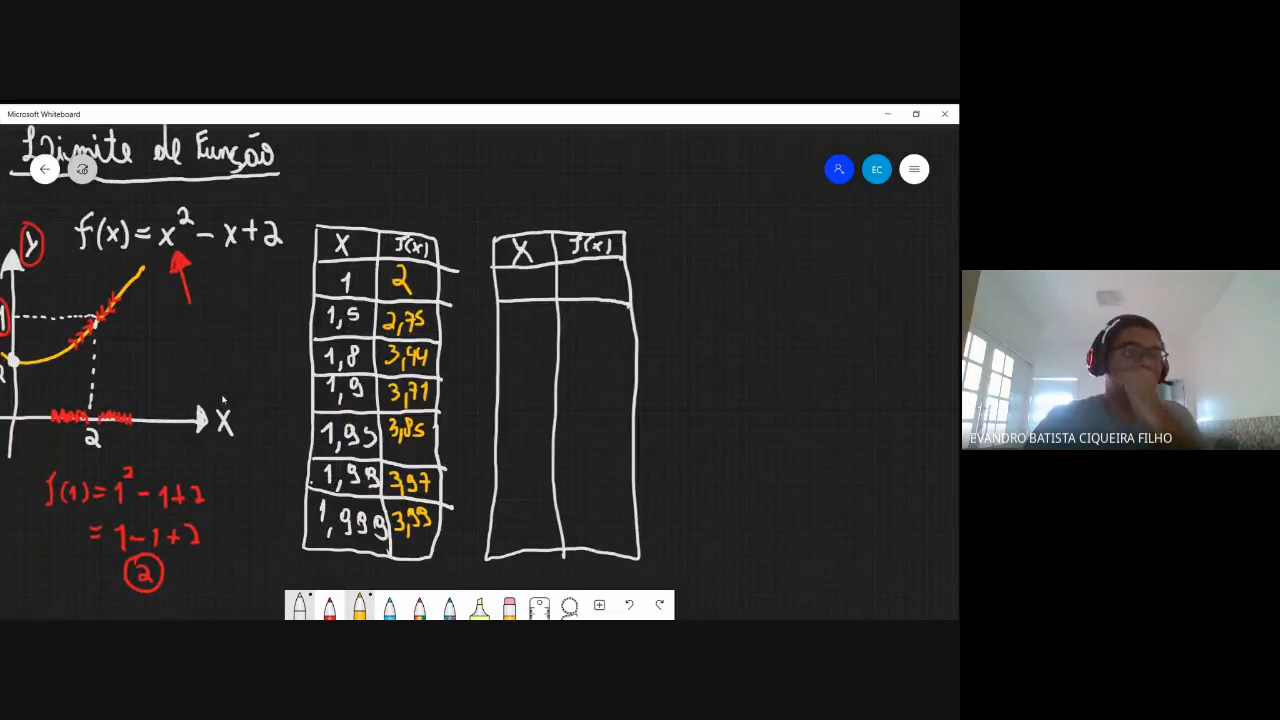 Microsoft Whiteboard
Limite de Função
EC
f(x) = x² - x + 2
y
2
x
f(1) = 1² - 1 + 2
= 1 - 1 + 2
2
x f(x)
1 2
1,5 2,75
1,8 3,44
1,9 3,71
1,95 3,85
1,99 3,97
1,999 3,99
X f(x)
EVANDRO BATISTA CIQUEIRA FILHO